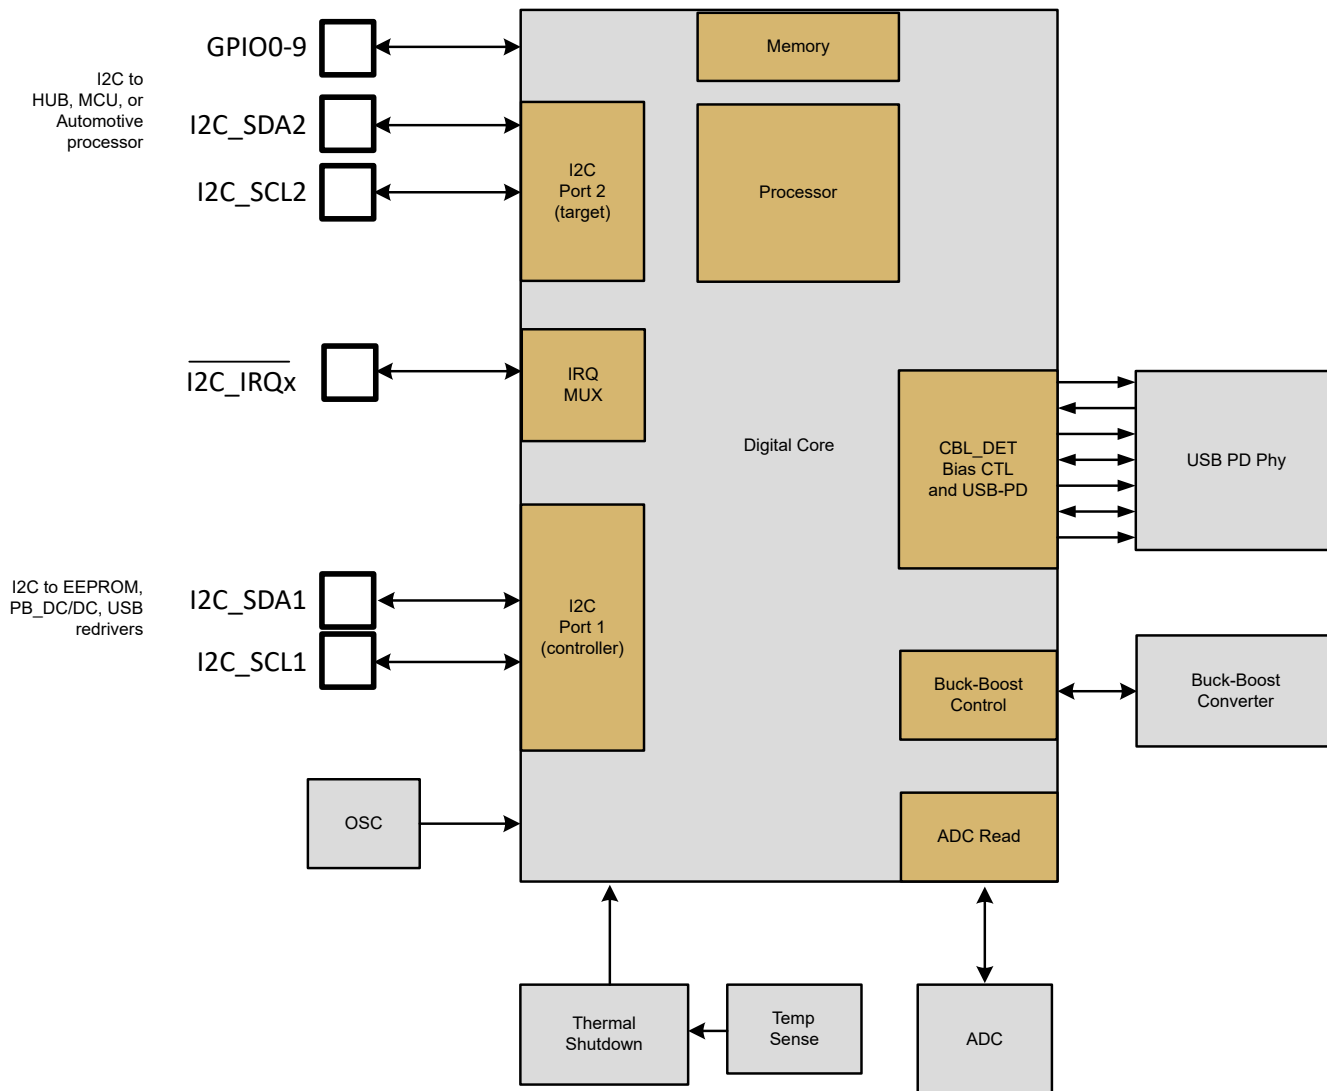 GPIO0-9
I2C to
HUB, MCU, or
Automotive
processor
I2C_SDA2
I2C_SCL2
I2C_IRQx
I2C to EEPROM,
PB_DC/DC, USB
redrivers
I2C_SDA1
I2C_SCL1
Memory
Processor
I2C
Port 2
(target)
IRQ
MUX
Digital Core
CBL_DET
Bias CTL
and USB-PD
USB PD Phy
I2C
Port 1
(controller)
Buck-Boost
Control
Buck-Boost
Converter
OSC
ADC Read
Thermal
Shutdown
Temp
Sense
ADC